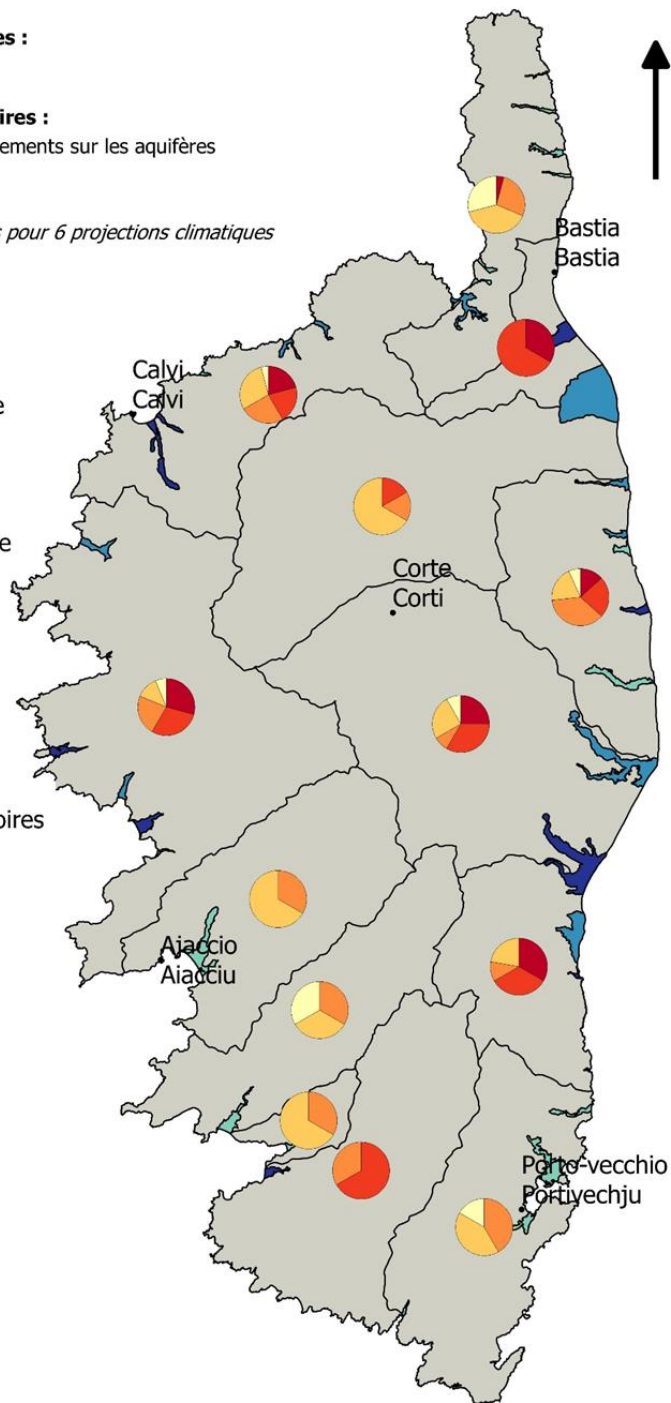 es :
ires :
ements sur les aquifères
pour 6 projections climatiques
Bastia
Bastia
Calvi
Calvi
e
e
Corte
Corti
oires
Ajaccio
Aiacciu
Porto-vecchio
Portivechju